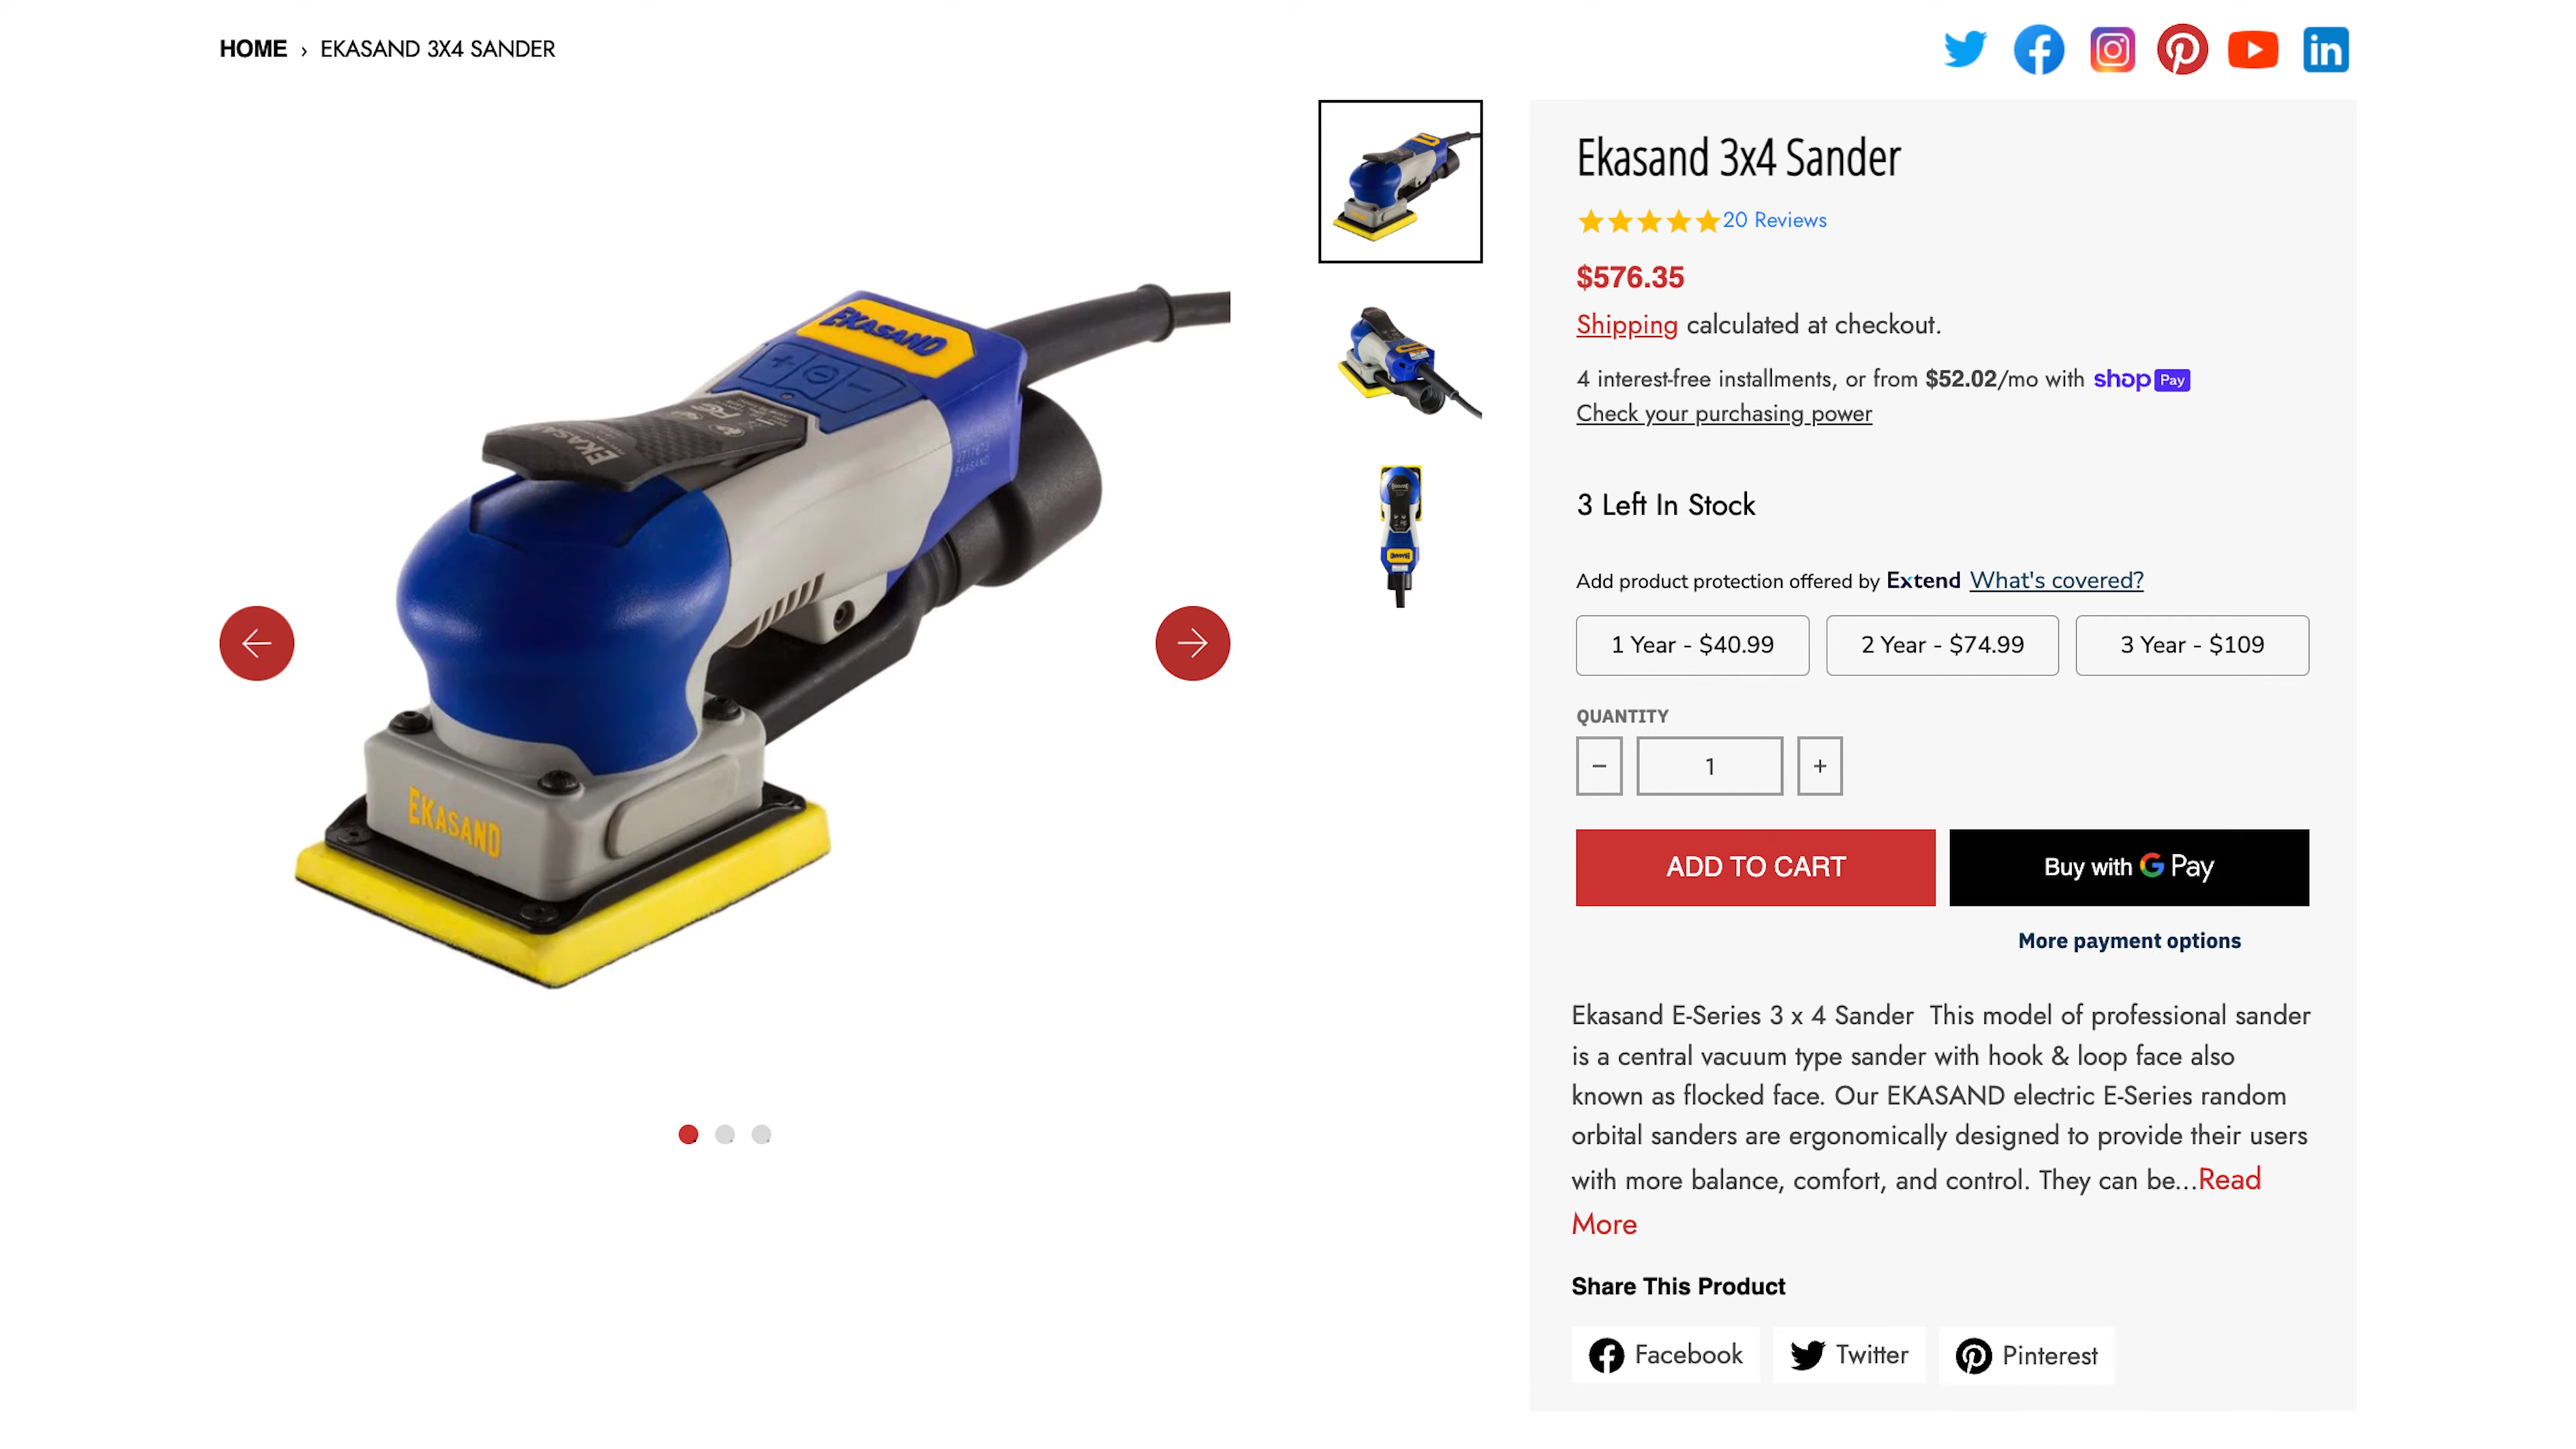 HOME › EKASAND 3X4 SANDER
EKASAND
EKASA
EKASAND
EKASAND
Ekasand 3x4 Sander
20 Reviews
$576.35
Shipping calculated at checkout.
4 interest-free installments, or from $52.02/mo with shop Pay
Check your purchasing power
3 Left In Stock
Add product protection offered by Extend What's covered?
1 Year - $40.99
2 Year - $74.99
3 Year - $109
QUANTITY
− 1 +
ADD TO CART
Buy with G Pay
More payment options
Ekasand E-Series 3 x 4 Sander This model of professional sander
is a central vacuum type sander with hook & loop face also
known as flocked face. Our EKASAND electric E-Series random
orbital sanders are ergonomically designed to provide their users
with more balance, comfort, and control. They can be...Read
More
Share This Product
Facebook
Twitter
Pinterest